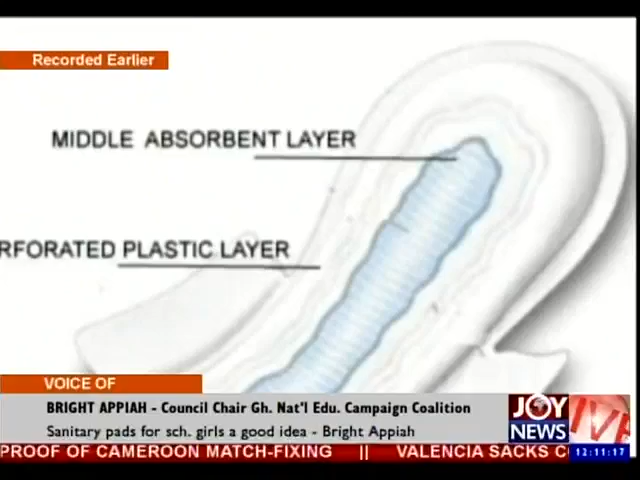 Recorded Earlier
MIDDLE ABSORBENT LAYER
RFORATED PLASTIC LAYER
VOICE OF
BRIGHT APPIAH - Council Chair Gh. Nat'l Edu. Campaign Coalition
Sanitary pads for sch. girls a good idea - Bright Appiah
JOY
NEWS
LIVE
12:11:17
PROOF OF CAMEROON MATCH-FIXING || VALENCIA SACKS